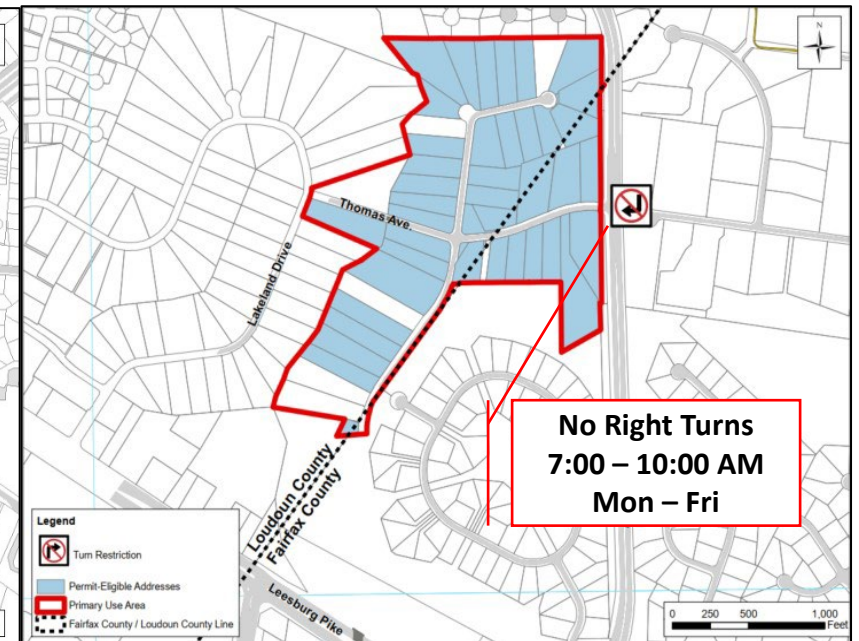 N
Thomas Ave.
Lakeland Drive
No Right Turns
7:00 – 10:00 AM
Mon – Fri
Loudoun County
Fairfax County
Leesburg Pike
Legend
Turn Restriction
Permit-Eligible Addresses
Primary Use Area
Fairfax County / Loudoun County Line
0 250 500 1,000
Feet